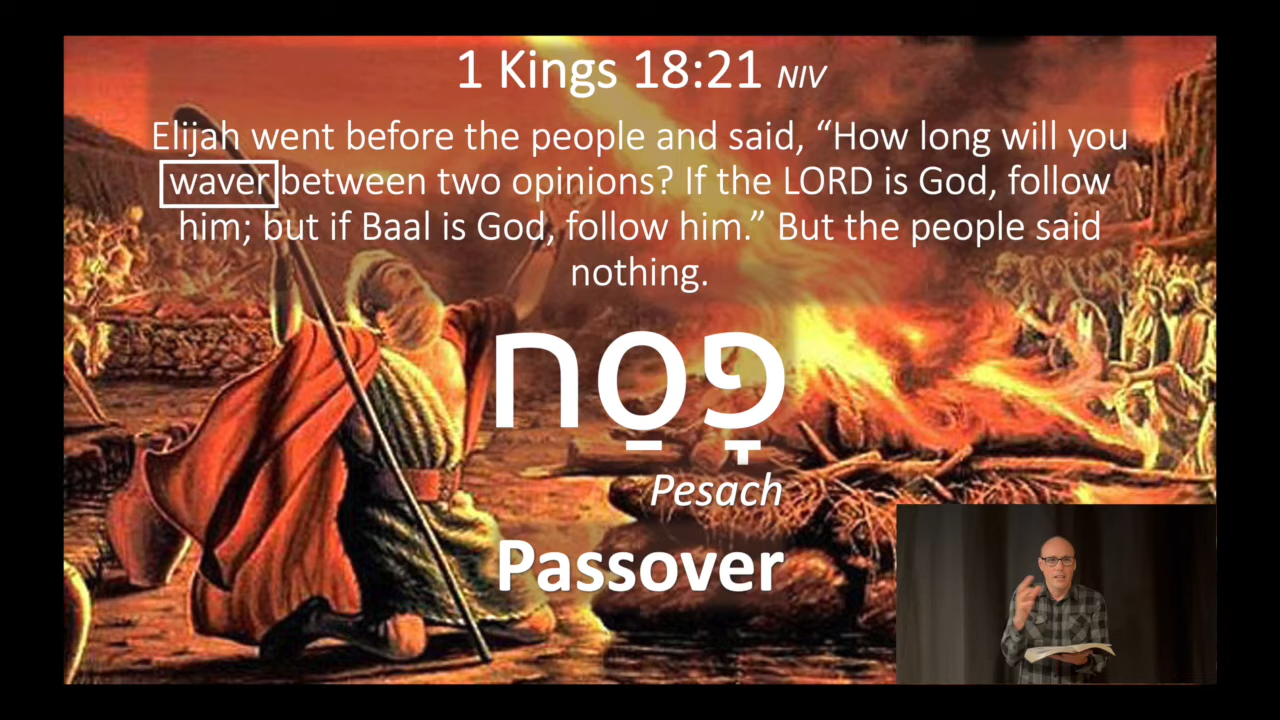 1 Kings 18:21 NIV
Elijah went before the people and said, “How long will you
waver between two opinions? If the LORD is God, follow
him; but if Baal is God, follow him.” But the people said
nothing.
פָסַח
Pesach
Passover